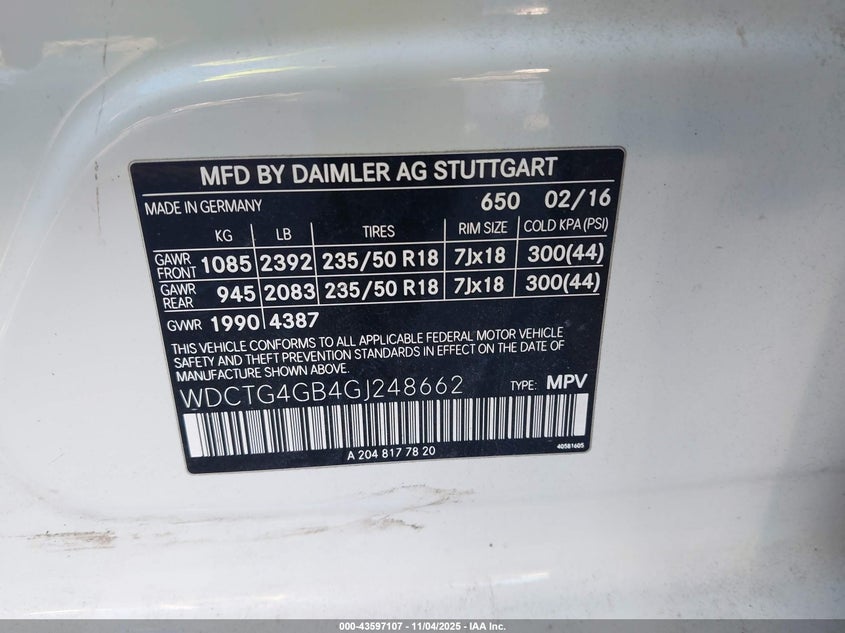 MFD BY DAIMLER AG STUTTGART
MADE IN GERMANY 650 02/16
KG LB TIRES RIM SIZE COLD KPA (PSI)
GAWR FRONT 1085 2392 235/50 R18 7Jx18 300(44)
GAWR REAR 945 2083 235/50 R18 7Jx18 300(44)
GVWR 1990 4387
THIS VEHICLE CONFORMS TO ALL APPLICABLE FEDERAL MOTOR VEHICLE
SAFETY AND THEFT PREVENTION STANDARDS IN EFFECT ON THE DATE OF
MANUFACTURE SHOWN ABOVE.
WDCTG4GB4GJ248662 TYPE: MPV
A 204 817 78 20 40581605
000-43597107 - 11/04/2025 - IAA Inc.